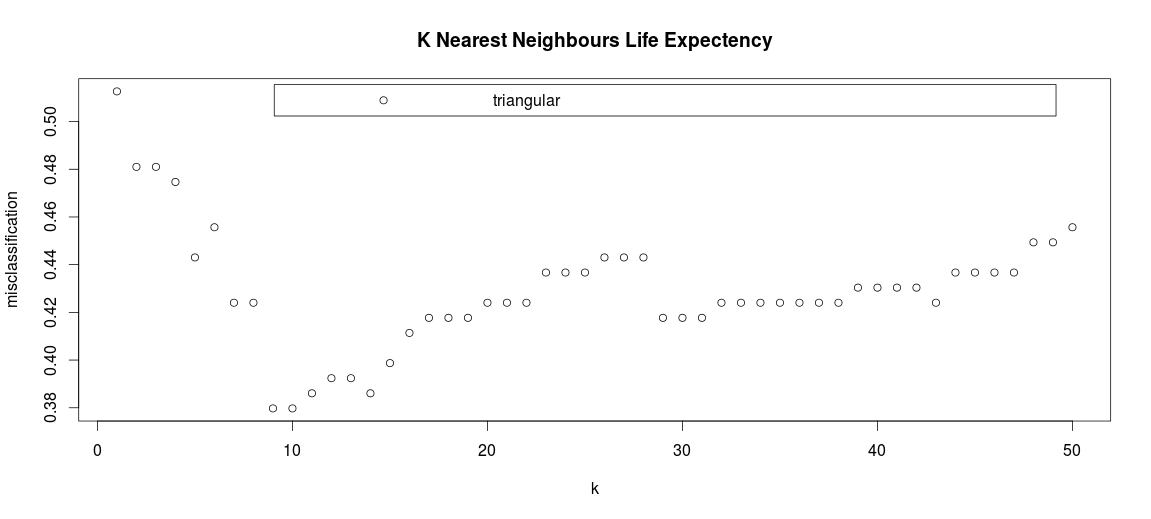 K Nearest Neighbours Life Expectency
triangular
misclassification
0.50
0.48
0.46
0.44
0.42
0.40
0.38
0 10 20 30 40 50
k